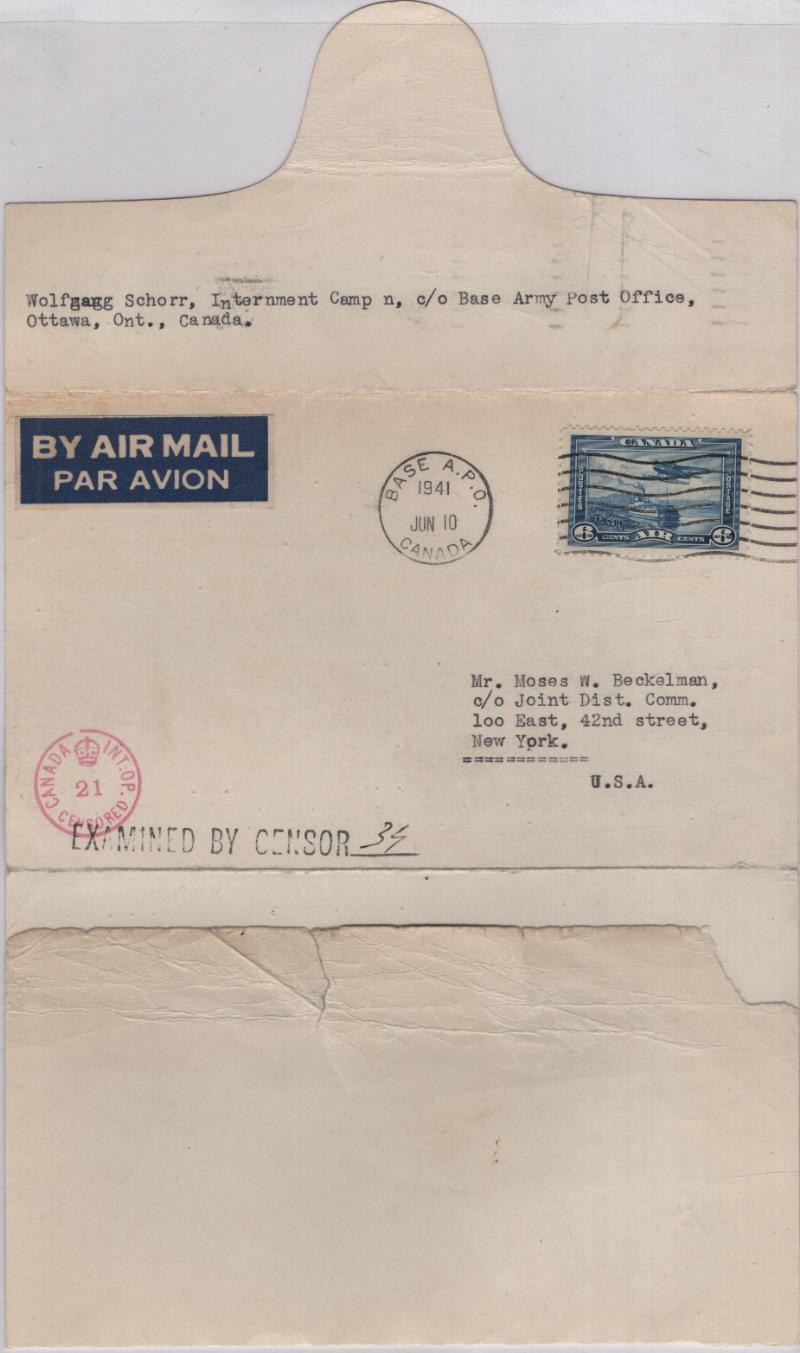 Wolfgagg Schorr, Internment Camp n, c/o Base Army Post Office,
Ottawa, Ont., Canada.
BY AIR MAIL
PAR AVION
BASE A.P.O.
1941
JUN 10
CANADA
CANADA
POSTES
POSTAGE
6 CENTS AIR CENTS 6
Mr. Moses W. Beckelman,
c/o Joint Dist. Comm.
1oo East, 42nd street,
New York.
============
U.S.A.
CANADA INT. OP.
21
CENSORED
EXAMINED BY CENSOR 34